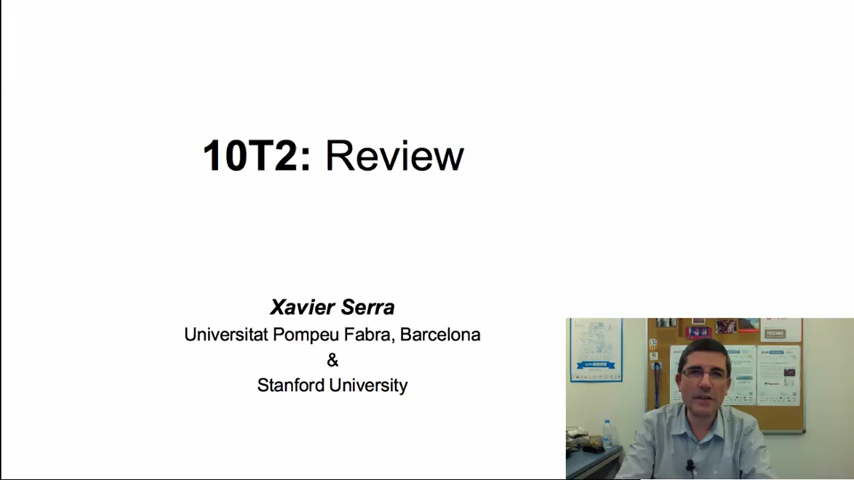 10T2: Review
Xavier Serra
Universitat Pompeu Fabra, Barcelona
&
Stanford University